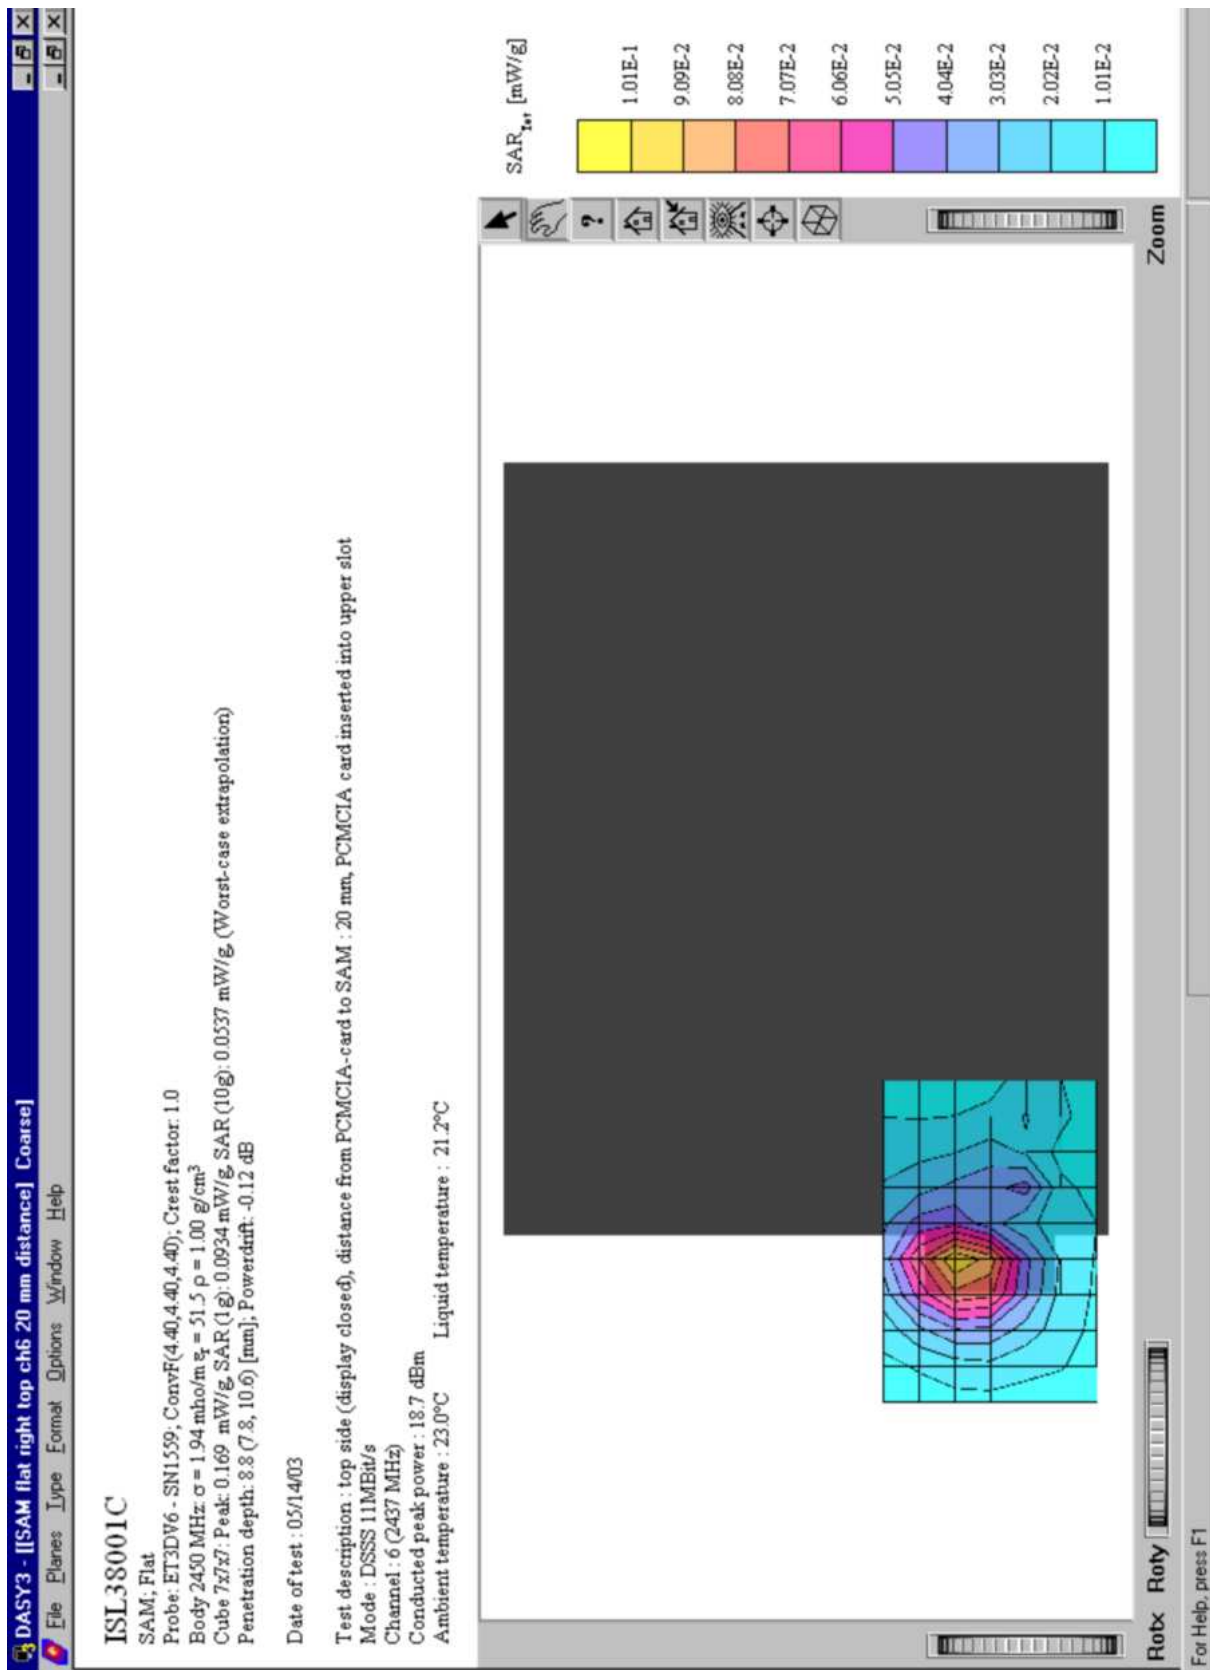 DASY3 - [[SAM flat right top ch6 20 mm distance] Coarse]
File Planes Type Format Options Window Help
ISL38001C
SAM; Flat
Probe: ET3DV6 - SN1559; ConvF(4.40,4.40,4.40); Crest factor: 1.0
Body 2450 MHz: σ = 1.94 mho/m εr = 51.5 ρ = 1.00 g/cm³
Cube 7x7x7: Peak: 0.169 mW/g, SAR (1g): 0.0934 mW/g, SAR (10g): 0.0537 mW/g, (Worst-case extrapolation)
Penetration depth: 8.8 (7.8, 10.6) [mm]; Powerdrift: -0.12 dB
Date of test : 05/14/03
Test description : top side (display closed), distance from PCMCIA-card to SAM : 20 mm, PCMCIA card inserted into upper slot
Mode : DSSS 11MBit/s
Channel : 6 (2437 MHz)
Conducted peak power : 18.7 dBm
Ambient temperature : 23.0°C Liquid temperature : 21.2°C
SARTot [mW/g]
1.01E-1
9.09E-2
8.08E-2
7.07E-2
6.06E-2
5.05E-2
4.04E-2
3.03E-2
2.02E-2
1.01E-2
Rotx Roty Zoom
For Help, press F1